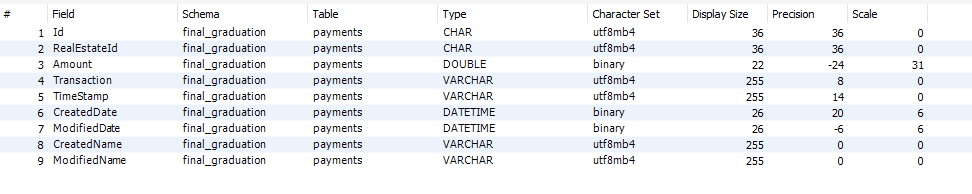 # Field Schema Table Type Character Set Display Size Precision Scale
1 Id final_graduation payments CHAR utf8mb4 36 36 0
2 RealEstateId final_graduation payments CHAR utf8mb4 36 36 0
3 Amount final_graduation payments DOUBLE binary 22 -24 31
4 Transaction final_graduation payments VARCHAR utf8mb4 255 8 0
5 TimeStamp final_graduation payments VARCHAR utf8mb4 255 14 0
6 CreatedDate final_graduation payments DATETIME binary 26 20 6
7 ModifiedDate final_graduation payments DATETIME binary 26 -6 6
8 CreatedName final_graduation payments VARCHAR utf8mb4 255 0 0
9 ModifiedName final_graduation payments VARCHAR utf8mb4 255 0 0